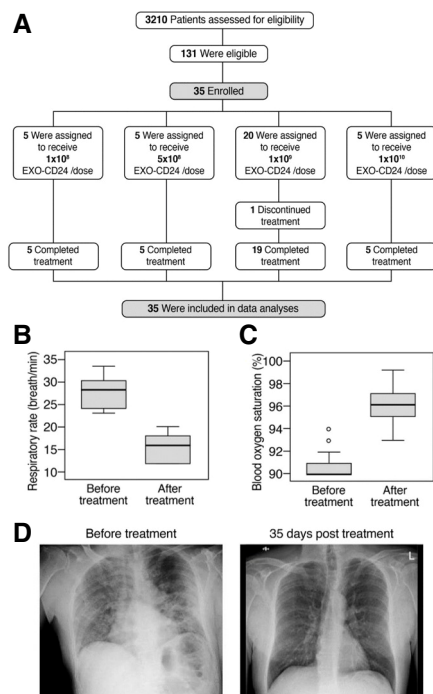 A
3210 Patients assessed for eligibility
131 Were eligible
35 Enrolled
5 Were assigned
to receive
1x10⁸
EXO-CD24 /dose
5 Were assigned
to receive
5x10⁸
EXO-CD24 /dose
20 Were assigned
to receive
1x10⁹
EXO-CD24 /dose
5 Were assigned
to receive
1x10¹⁰
EXO-CD24 /dose
1 Discontinued
treatment
5 Completed
treatment
5 Completed
treatment
19 Completed
treatment
5 Completed
treatment
35 Were included in data analyses
B
Respiratory rate (breath/min)
35
30
25
20
15
10
Before
treatment
After
treatment
C
Blood oxygen saturation (%)
100
98
96
94
92
90
Before
treatment
After
treatment
D
Before treatment
35 days post treatment
L